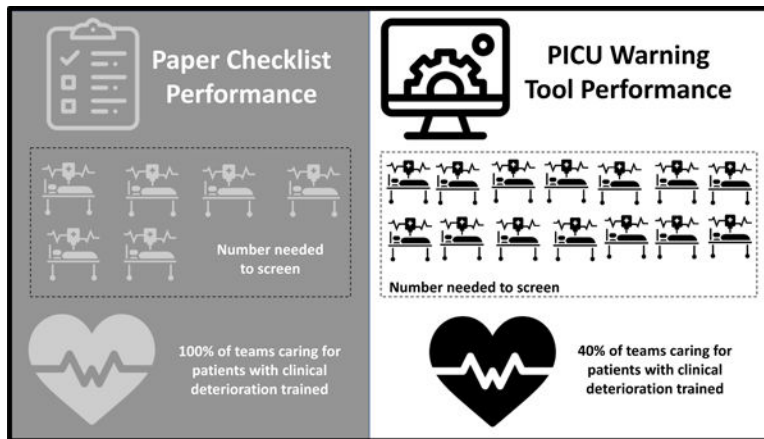 Paper Checklist
Performance
Number needed
to screen
100% of teams caring for
patients with clinical
deterioration trained
PICU Warning
Tool Performance
Number needed to screen
40% of teams caring for
patients with clinical
deterioration trained